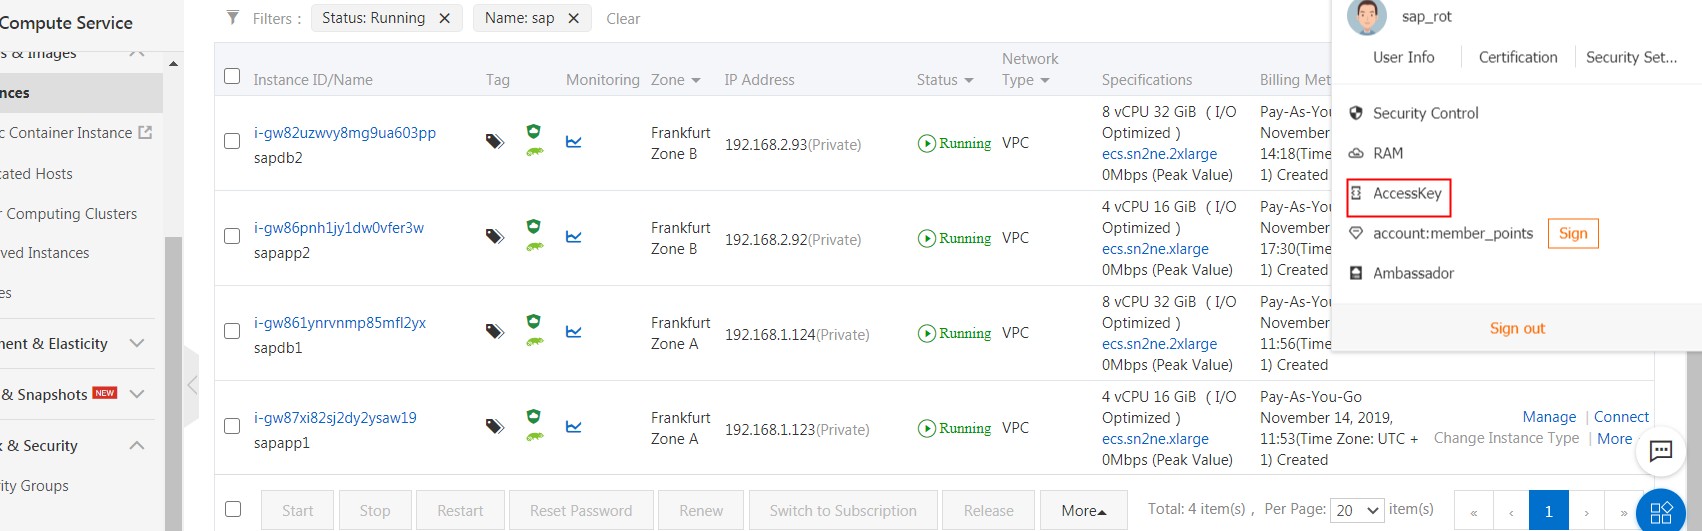 Compute Service
s & Images
nces
c Container Instance
cated Hosts
r Computing Clusters
ved Instances
es
ment & Elasticity
& Snapshots NEW
k & Security
rity Groups
Filters : Status: Running × Name: sap × Clear
Instance ID/Name Tag Monitoring Zone IP Address Status Network Type Specifications Billing Met
i-gw82uzwvy8mg9ua603pp
sapdb2
Frankfurt
Zone B
192.168.2.93(Private)
Running
VPC
8 vCPU 32 GiB ( I/O
Optimized )
ecs.sn2ne.2xlarge
0Mbps (Peak Value)
Pay-As-You
November
14:18(Time
1) Created
i-gw86pnh1jy1dw0vfer3w
sapapp2
Frankfurt
Zone B
192.168.2.92(Private)
Running
VPC
4 vCPU 16 GiB ( I/O
Optimized )
ecs.sn2ne.xlarge
0Mbps (Peak Value)
Pay-As-You
November
17:30(Time
1) Created
i-gw861ynrvnmp85mfl2yx
sapdb1
Frankfurt
Zone A
192.168.1.124(Private)
Running
VPC
8 vCPU 32 GiB ( I/O
Optimized )
ecs.sn2ne.2xlarge
0Mbps (Peak Value)
Pay-As-You
November
11:56(Time
1) Created
i-gw87xi82sj2dy2ysaw19
sapapp1
Frankfurt
Zone A
192.168.1.123(Private)
Running
VPC
4 vCPU 16 GiB ( I/O
Optimized )
ecs.sn2ne.xlarge
0Mbps (Peak Value)
Pay-As-You-Go
November 14, 2019,
11:53(Time Zone: UTC +
1) Created
Manage | Connect
Change Instance Type | More
Start Stop Restart Reset Password Renew Switch to Subscription Release More
Total: 4 item(s) , Per Page: 20 item(s) « ‹ 1 › »
sap_rot
User Info Certification Security Set...
Security Control
RAM
AccessKey
account:member_points Sign
Ambassador
Sign out